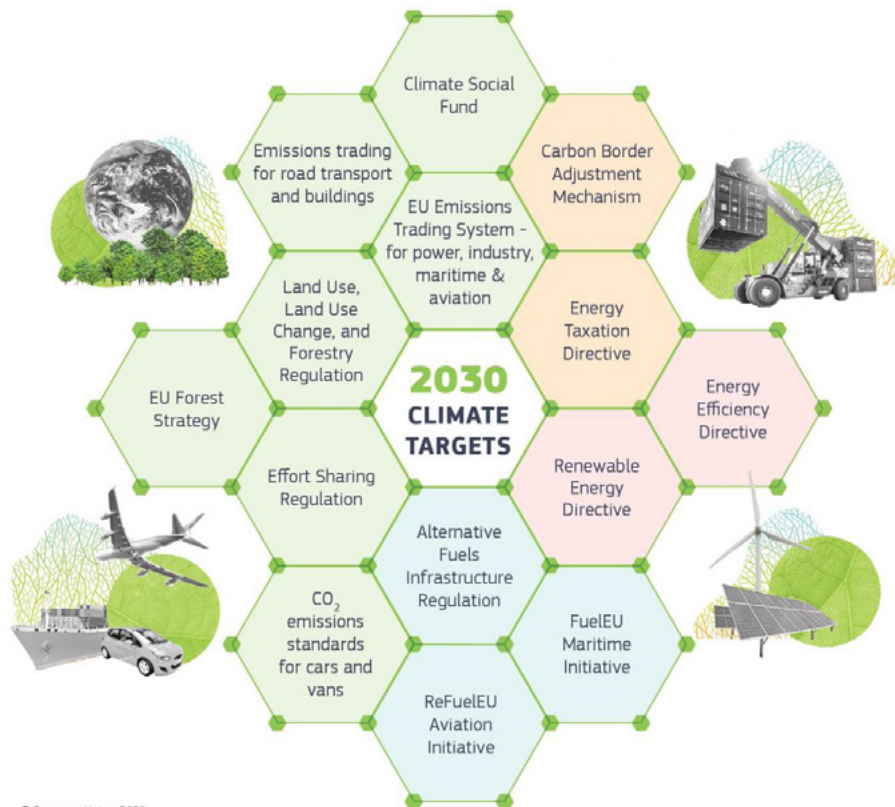 Climate Social
Fund
Emissions trading
for road transport
and buildings
Carbon Border
Adjustment
Mechanism
EU Emissions
Trading System -
for power, industry,
maritime &
aviation
Land Use,
Land Use
Change, and
Forestry
Regulation
Energy
Taxation
Directive
EU Forest
Strategy
2030
CLIMATE
TARGETS
Energy
Efficiency
Directive
Effort Sharing
Regulation
Renewable
Energy
Directive
Alternative
Fuels
Infrastructure
Regulation
CO₂
emissions
standards
for cars and
vans
FuelEU
Maritime
Initiative
ReFuelEU
Aviation
Initiative